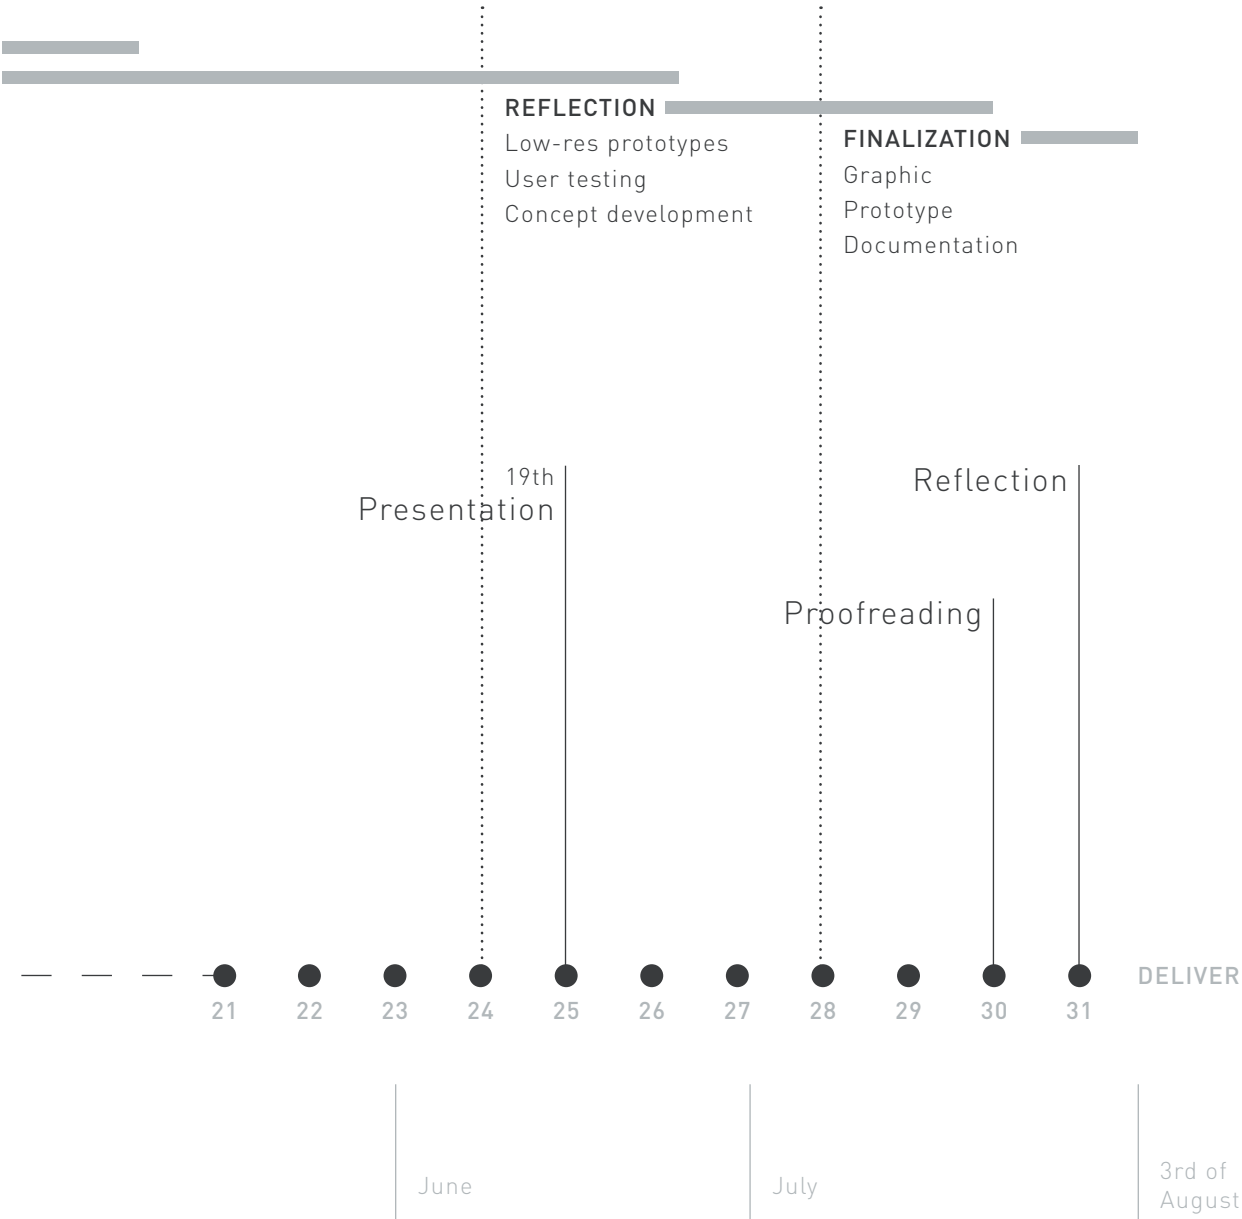 REFLECTION
Low-res prototypes
User testing
Concept development
FINALIZATION
Graphic
Prototype
Documentation
19th
Presentation
Reflection
Proofreading
21 22 23 24 25 26 27 28 29 30 31 DELIVER
June
July
3rd of
August